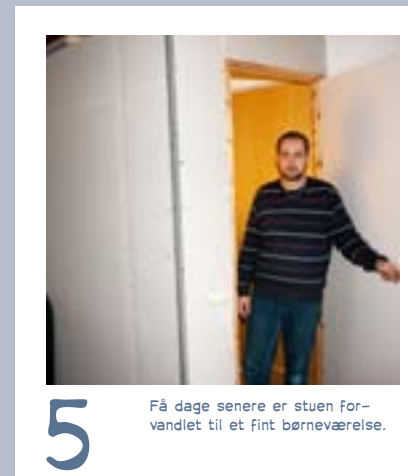 5
Få dage senere er stuen for-
vandlet til et fint børneværelse.